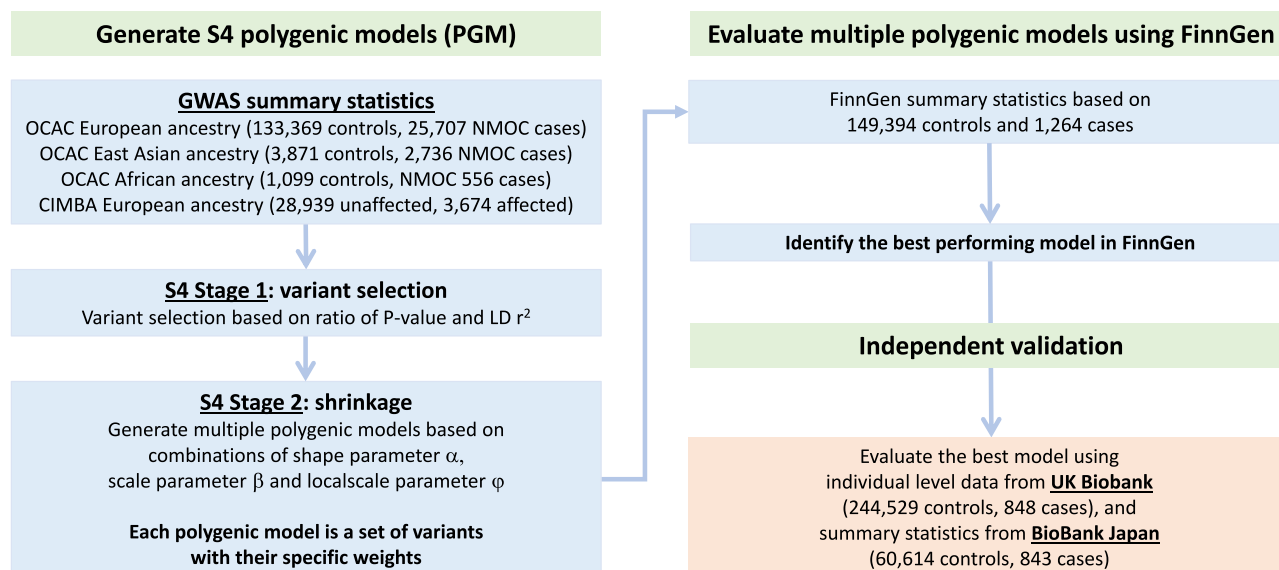 Generate S4 polygenic models (PGM)
GWAS summary statistics
OCAC European ancestry (133,369 controls, 25,707 NMOC cases)
OCAC East Asian ancestry (3,871 controls, 2,736 NMOC cases)
OCAC African ancestry (1,099 controls, NMOC 556 cases)
CIMBA European ancestry (28,939 unaffected, 3,674 affected)
S4 Stage 1: variant selection
Variant selection based on ratio of P-value and LD r²
S4 Stage 2: shrinkage
Generate multiple polygenic models based on
combinations of shape parameter α,
scale parameter β and localscale parameter φ
Each polygenic model is a set of variants
with their specific weights
Evaluate multiple polygenic models using FinnGen
FinnGen summary statistics based on
149,394 controls and 1,264 cases
Identify the best performing model in FinnGen
Independent validation
Evaluate the best model using
individual level data from UK Biobank
(244,529 controls, 848 cases), and
summary statistics from BioBank Japan
(60,614 controls, 843 cases)